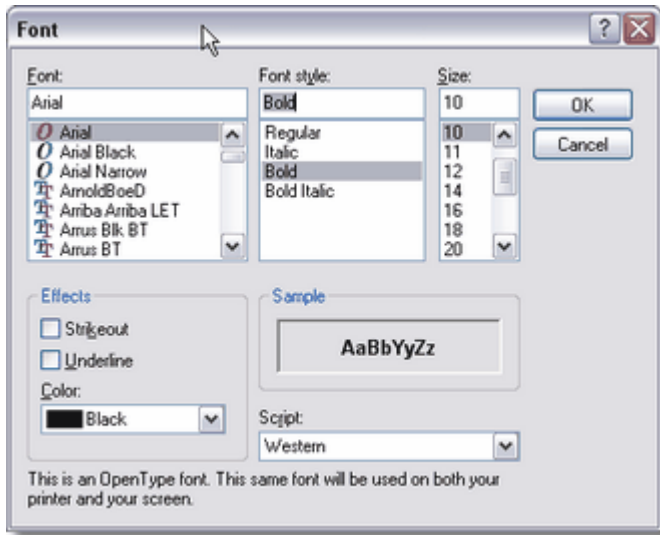 Font
Font:
Font style:
Size:
Arial
Bold
10
OK
Cancel
Arial
Arial Black
Arial Narrow
ArnoldBoeD
Arriba Arriba LET
Arrus Blk BT
Arrus BT
Regular
Italic
Bold
Bold Italic
10
11
12
14
16
18
20
Effects
Strikeout
Underline
Color:
Black
Sample
AaBbYyZz
Script:
Western
This is an OpenType font. This same font will be used on both your
printer and your screen.